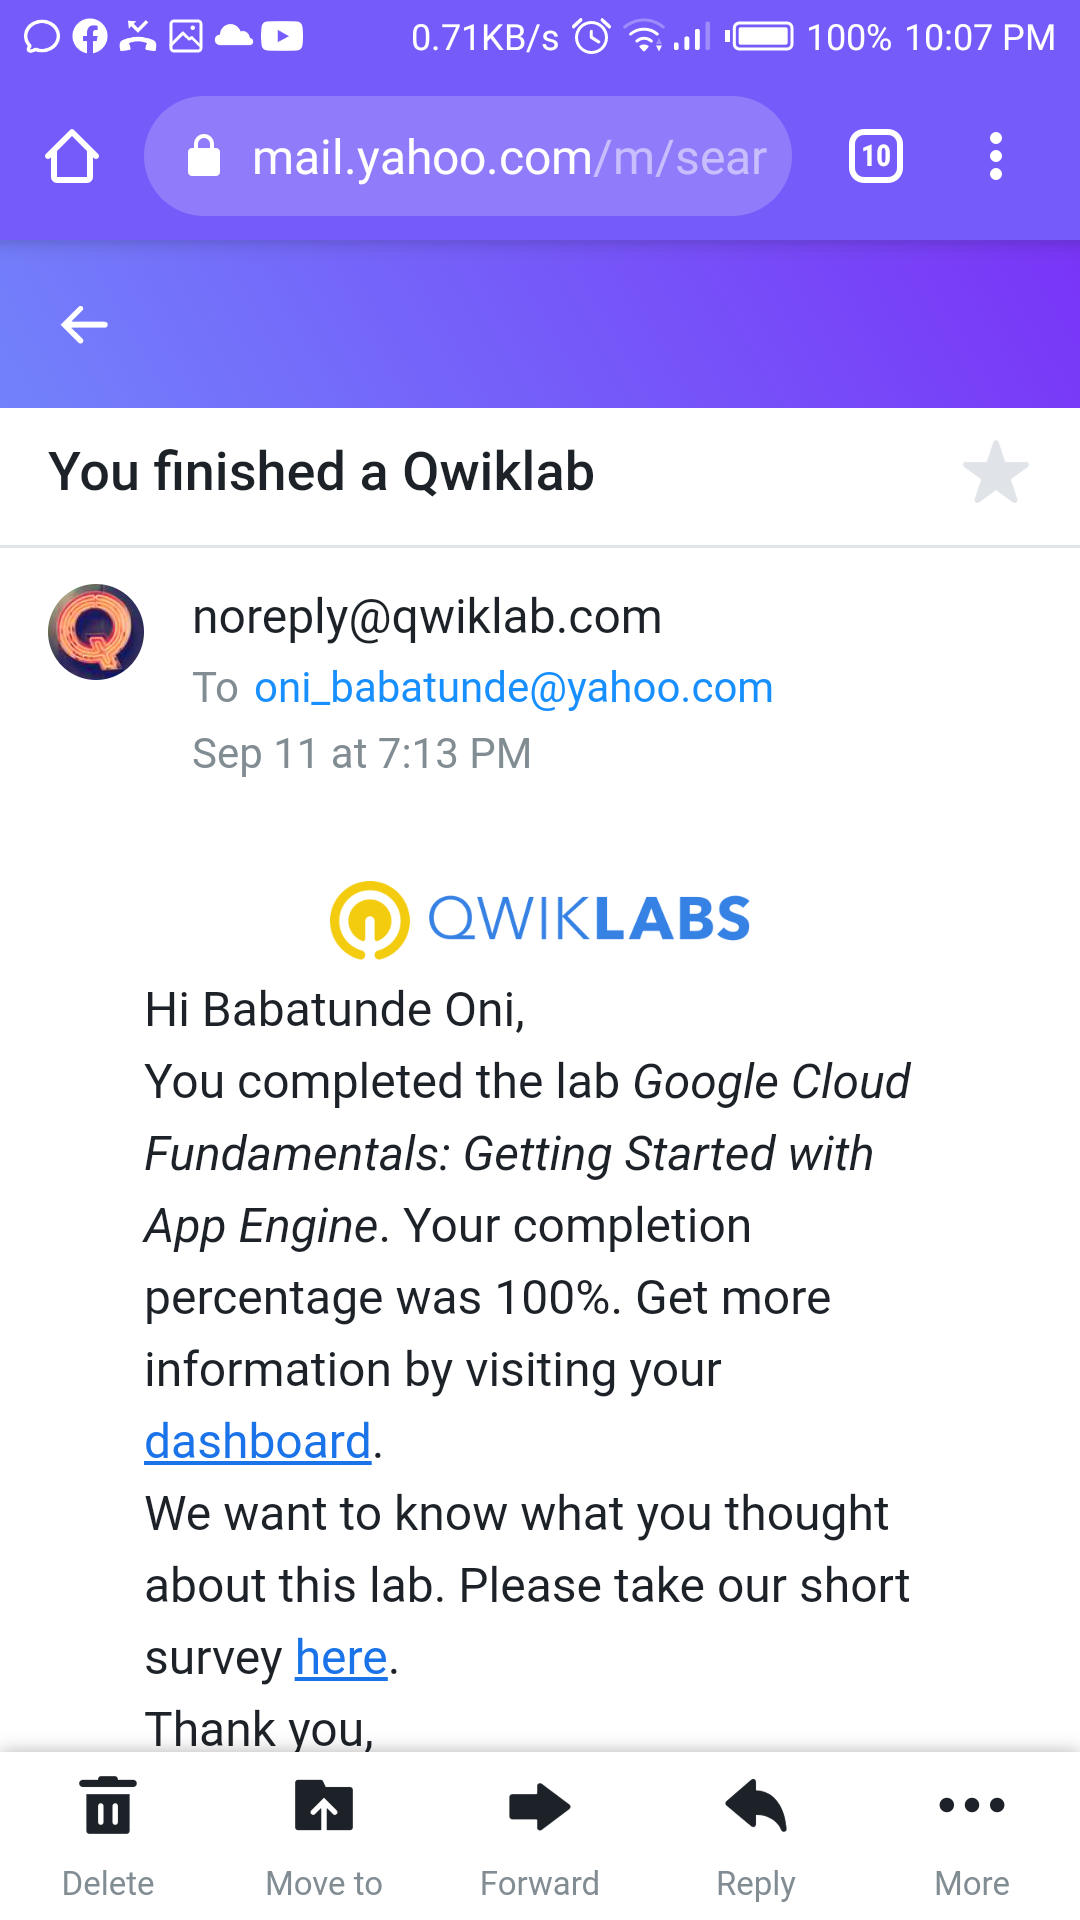 0.71KB/s 100% 10:07 PM
mail.yahoo.com/m/sear 10
You finished a Qwiklab
Q noreply@qwiklab.com
To oni_babatunde@yahoo.com
Sep 11 at 7:13 PM
QWIKLABS
Hi Babatunde Oni,
You completed the lab Google Cloud
Fundamentals: Getting Started with
App Engine. Your completion
percentage was 100%. Get more
information by visiting your
dashboard.
We want to know what you thought
about this lab. Please take our short
survey here.
Thank you,
Delete Move to Forward Reply More